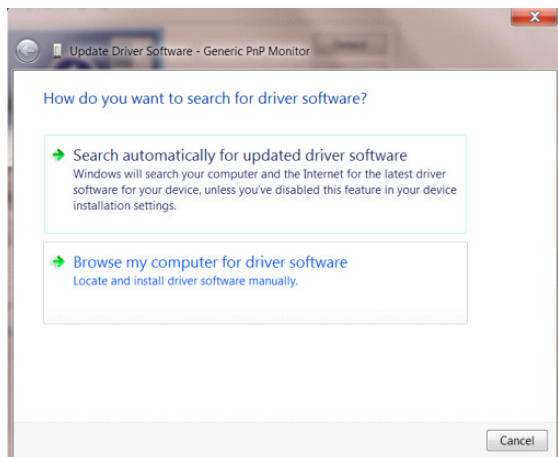 Update Driver Software - Generic PnP Monitor
How do you want to search for driver software?
Search automatically for updated driver software
Windows will search your computer and the Internet for the latest driver
software for your device, unless you've disabled this feature in your device
installation settings.
Browse my computer for driver software
Locate and install driver software manually.
Cancel